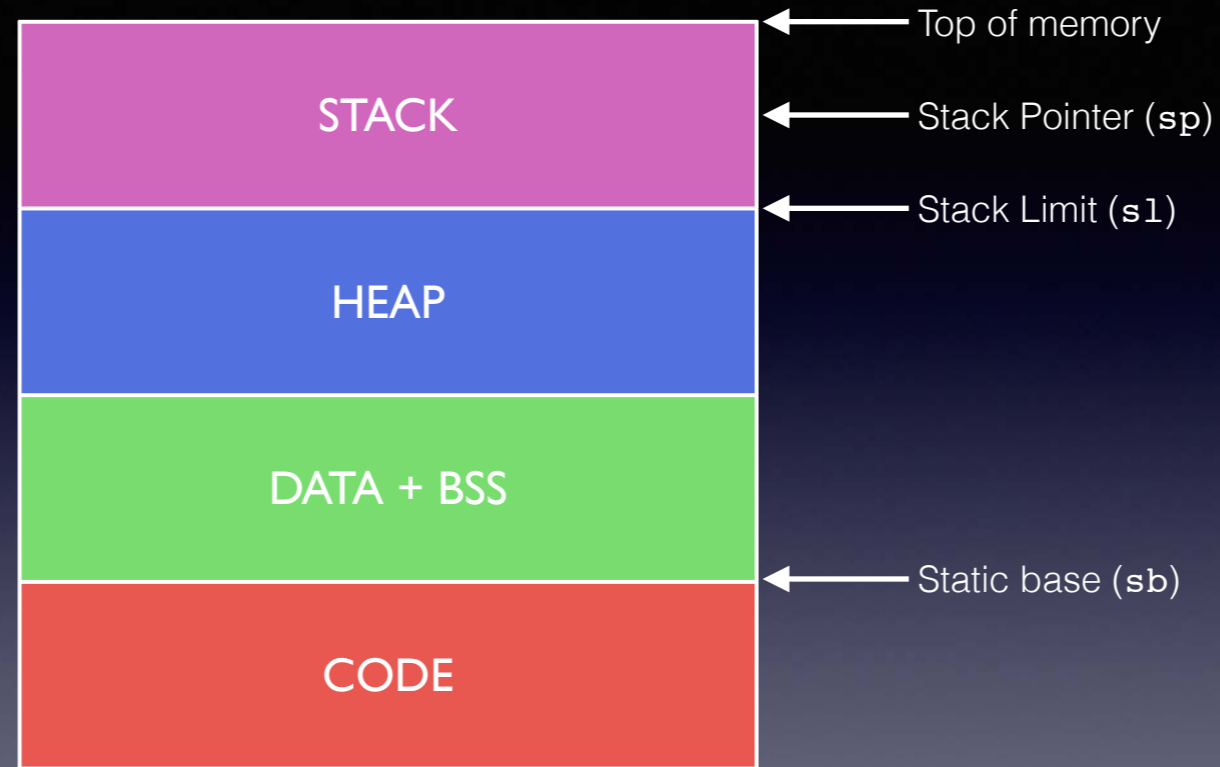 Top of memory
STACK
Stack Pointer (sp)
Stack Limit (sl)
HEAP
DATA + BSS
Static base (sb)
CODE